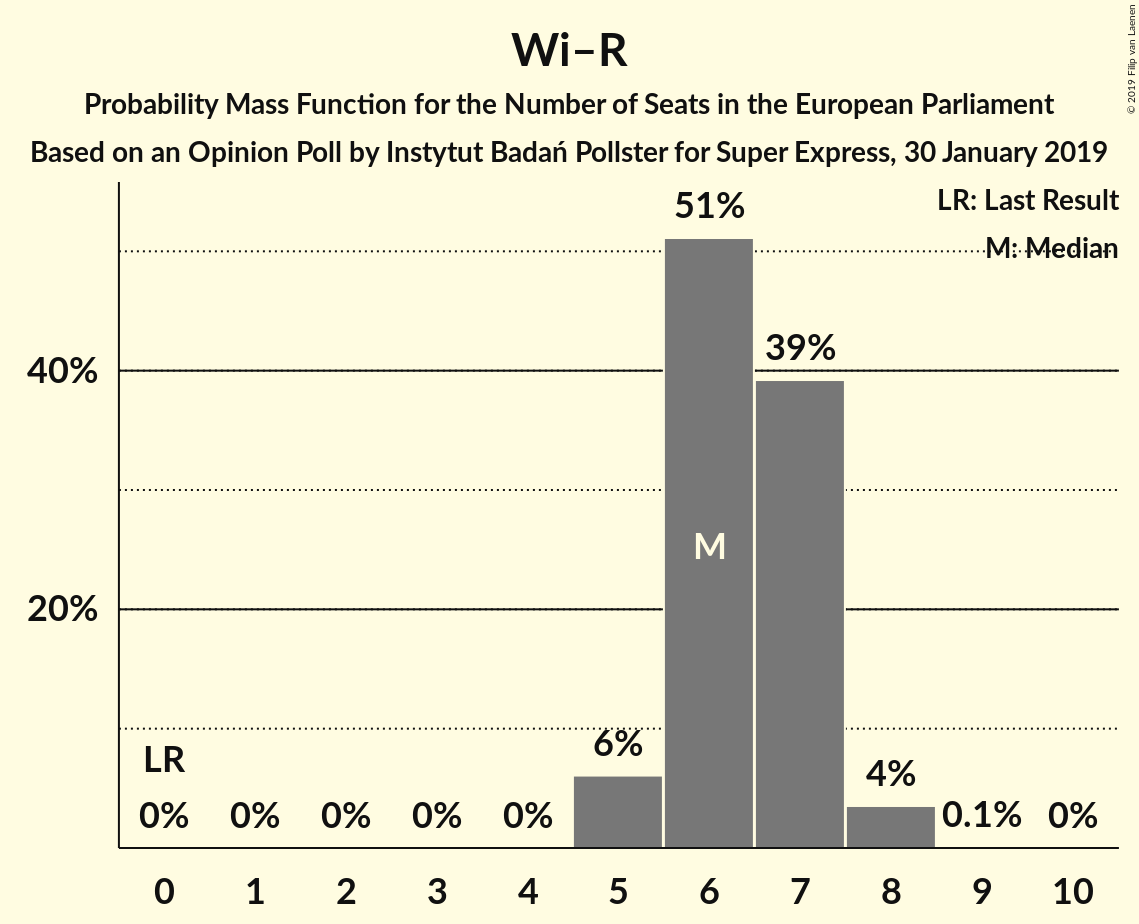 Wi–R
Probability Mass Function for the Number of Seats in the European Parliament
Based on an Opinion Poll by Instytut Badań Pollster for Super Express, 30 January 2019
© 2019 Filip van Laenen
LR: Last Result
M: Median
51%
39%
40%
M
20%
6%
LR
4%
0% 0% 0% 0% 0% 0.1% 0%
0 1 2 3 4 5 6 7 8 9 10